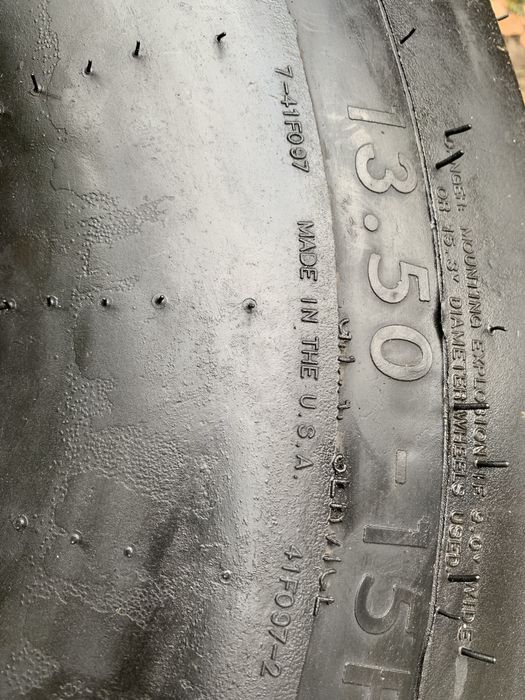 DANGER: MOUNTING EXPLOSION IF 9.0" WIDE
OR 15.3" DIAMETER WHEELS USED
13.50-15
7-41F097 MADE IN THE U.S.A. 41F097-2